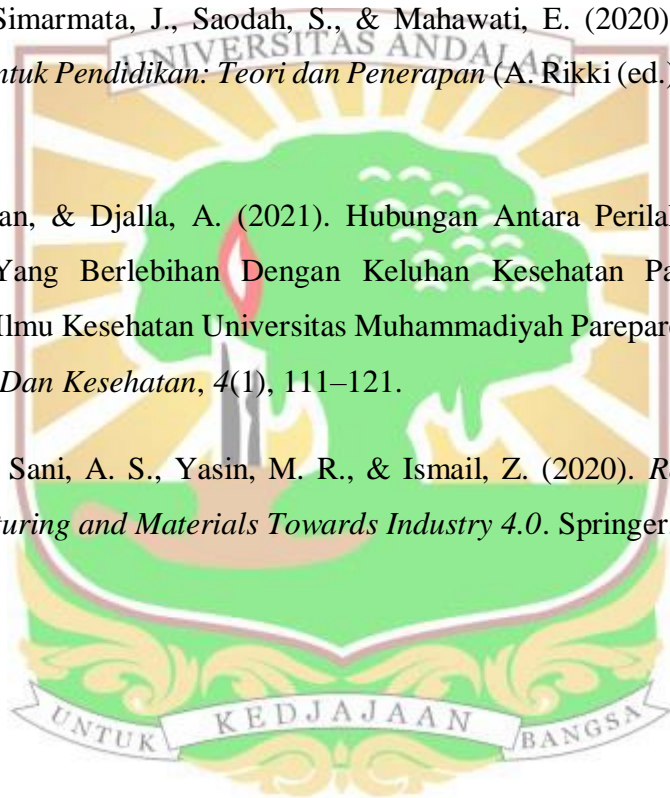 Simarmata, J., Saodah, S., & Mahawati, E. (2020)
UNIVERSITAS ANDALAS
ntuk Pendidikan: Teori dan Penerapan (A. Rikki (ed.)
an, & Djalla, A. (2021). Hubungan Antara Perila
Yang Berlebihan Dengan Keluhan Kesehatan Pa
Ilmu Kesehatan Universitas Muhammadiyah Parepar
Dan Kesehatan, 4(1), 111–121.
Sani, A. S., Yasin, M. R., & Ismail, Z. (2020). R
turing and Materials Towards Industry 4.0. Springer
UNTUK KEDJAJAAN BANGSA